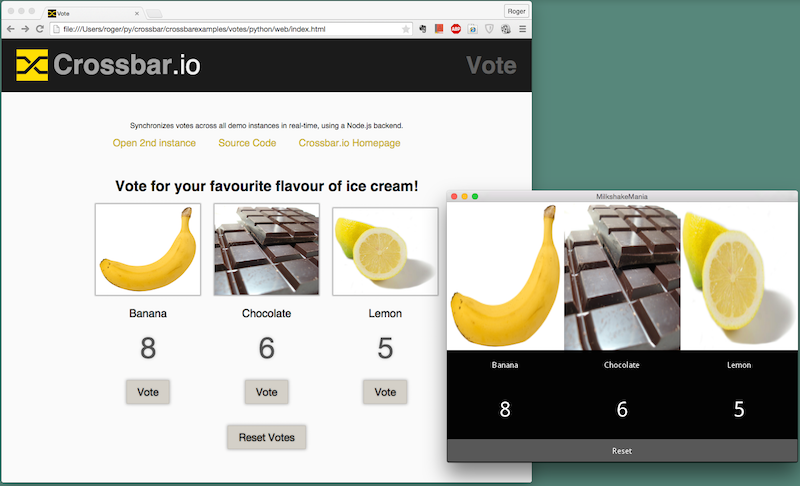 Vote
Roger
file:///Users/roger/py/crossbar/crossbarexamples/votes/python/web/index.html
Crossbar.io
Vote
Synchronizes votes across all demo instances in real-time, using a Node.js backend.
Open 2nd instance Source Code Crossbar.io Homepage
Vote for your favourite flavour of ice cream!
Banana Chocolate Lemon
8 6 5
Vote Vote Vote
Reset Votes
MilkshakeMania
Banana Chocolate Lemon
8 6 5
Reset